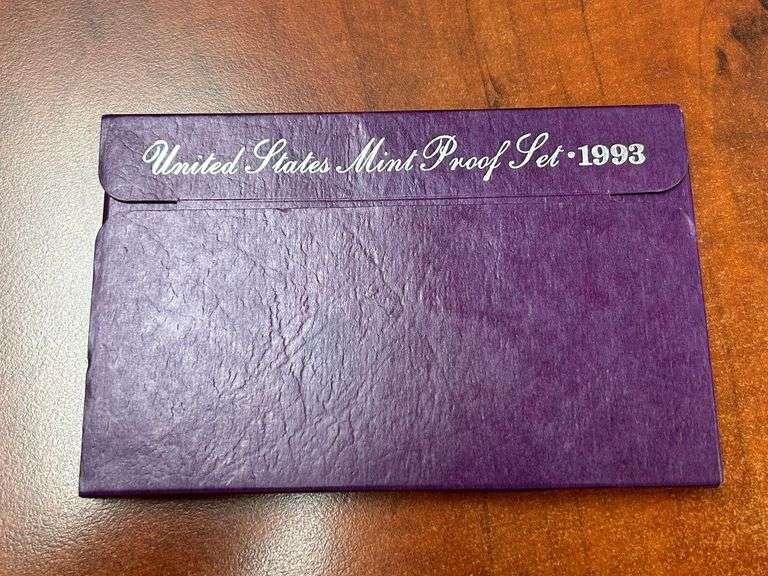 United States Mint Proof Set • 1993